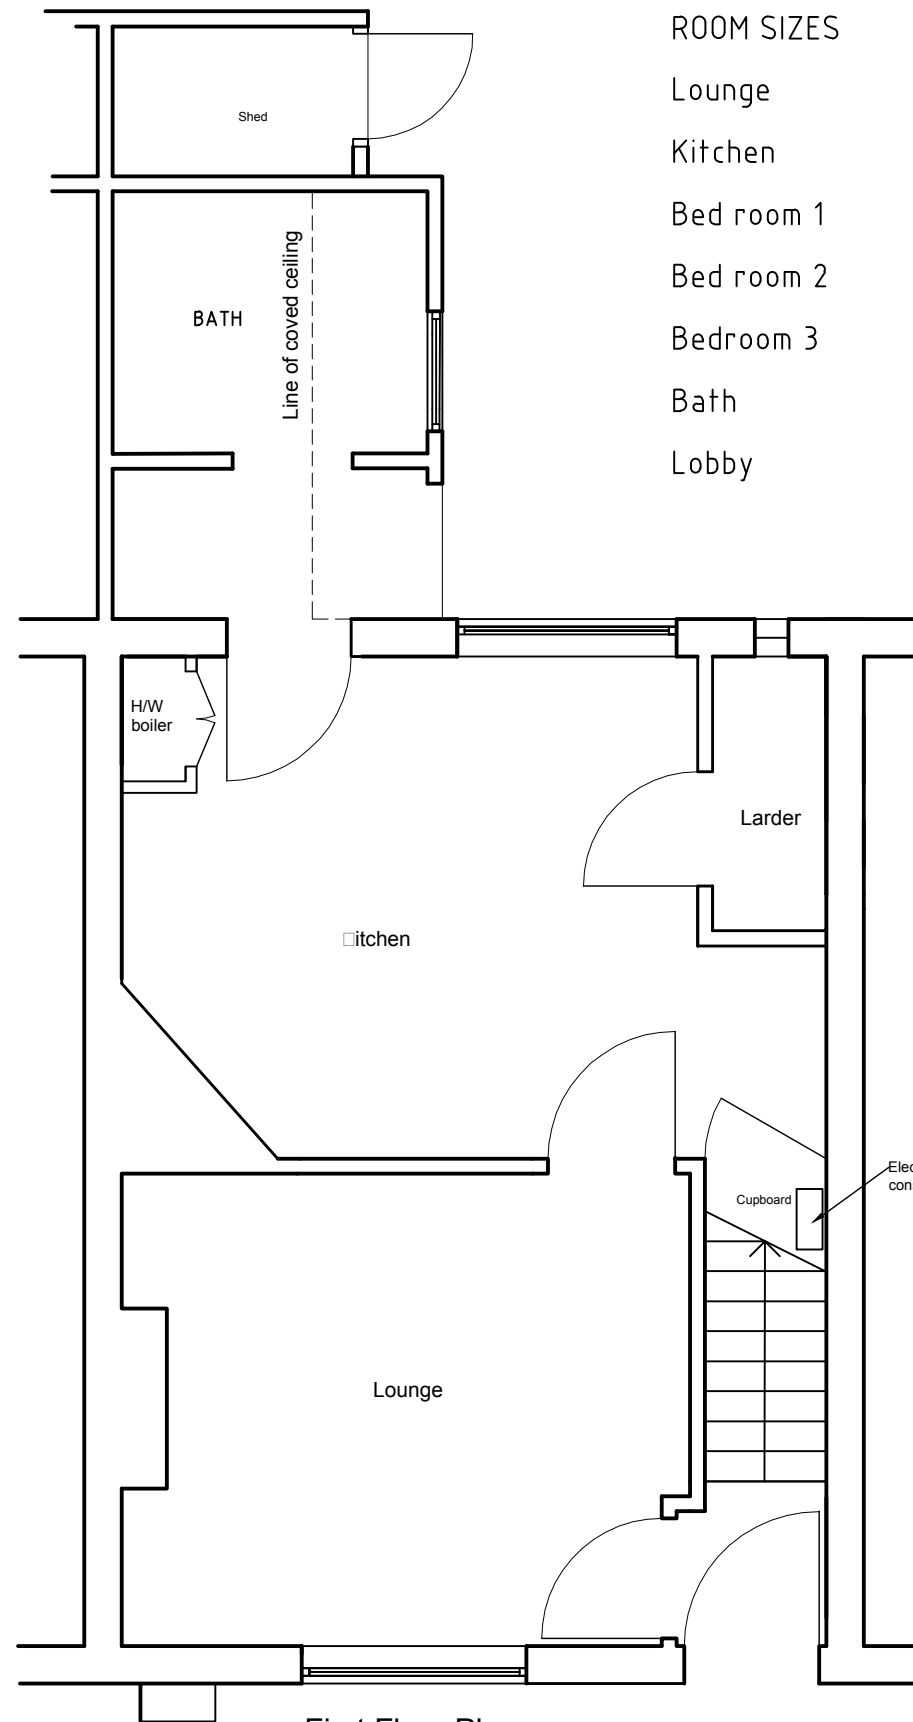 ROOM SIZES
Lounge
Kitchen
Bed room 1
Bed room 2
Bedroom 3
Bath
Lobby
Shed
BATH
Line of coved ceiling
H/W
boiler
Larder
□itchen
Cupboard
Lounge